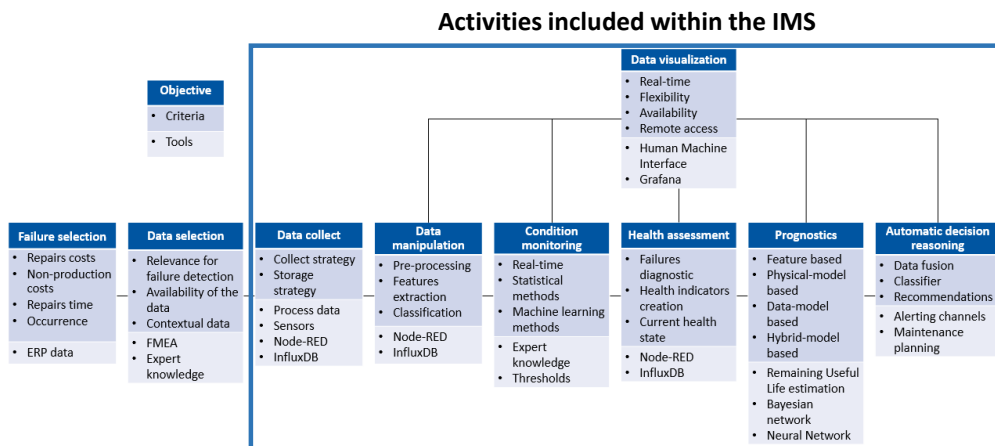 Activities included within the IMS
Data visualization
• Real-time
• Flexibility
• Availability
• Remote access
• Human Machine
Interface
• Grafana
Objective
• Criteria
• Tools
Failure selection
• Repairs costs
• Non-production
costs
• Repairs time
• Occurrence
• ERP data
Data selection
• Relevance for
failure detection
• Availability of the
data
• Contextual data
• FMEA
• Expert
knowledge
Data collect
• Collect strategy
• Storage
strategy
• Process data
• Sensors
• Node-RED
• InfluxDB
Data
manipulation
• Pre-processing
• Features
extraction
• Classification
• Node-RED
• InfluxDB
Condition
monitoring
• Real-time
• Statistical
methods
• Machine learning
methods
• Expert
knowledge
• Thresholds
Health assessment
• Failures
diagnostic
• Health indicators
creation
• Current health
state
• Node-RED
• InfluxDB
Prognostics
• Feature based
• Physical-model
based
• Data-model
based
• Hybrid-model
based
• Remaining Useful
Life estimation
• Bayesian
network
• Neural Network
Automatic decision
reasoning
• Data fusion
• Classifier
• Recommendations
• Alerting channels
• Maintenance
planning